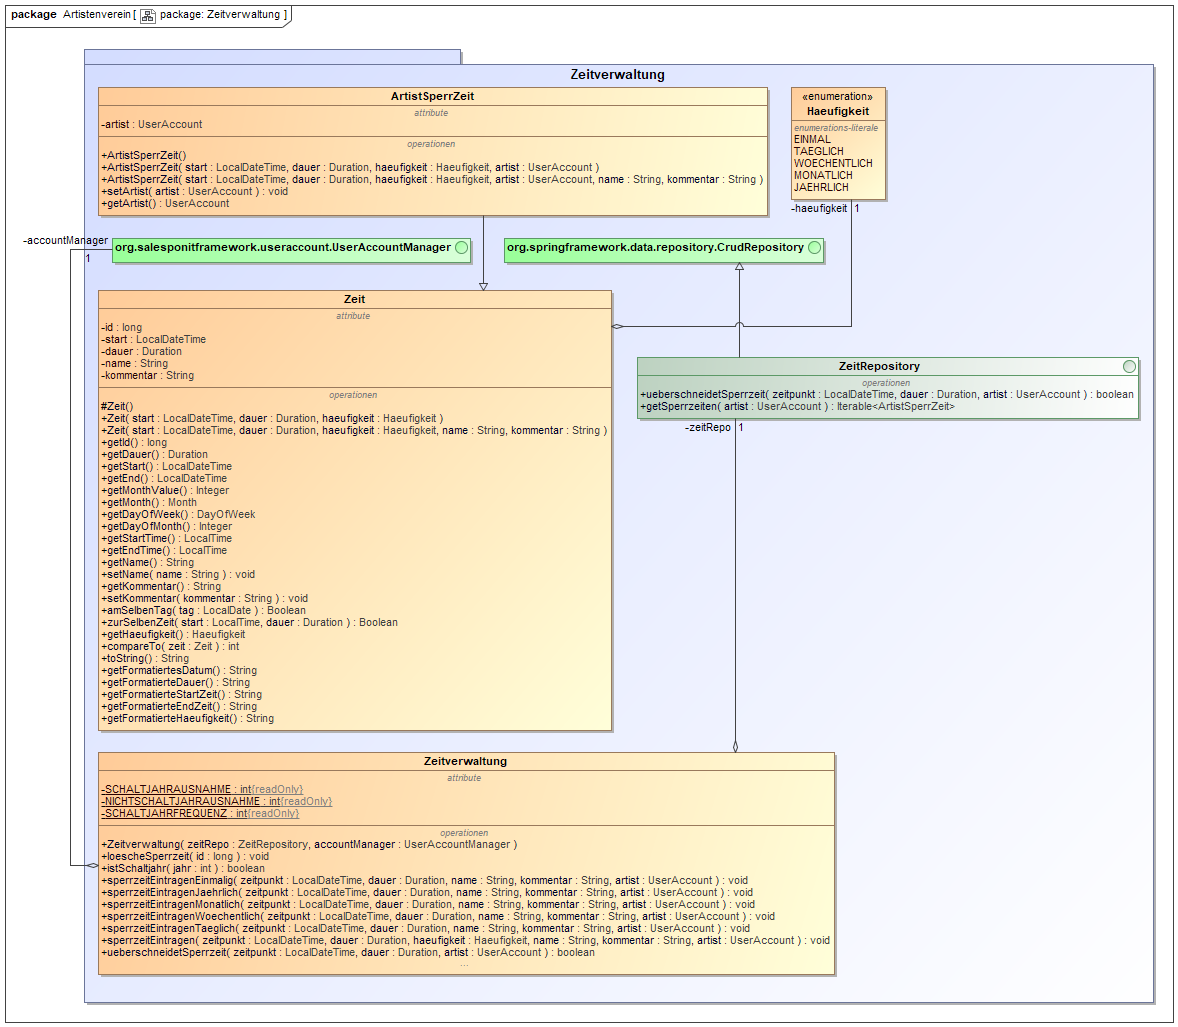 package Artistenverein [ package: Zeitverwaltung ]
Zeitverwaltung
ArtistSperrZeit
attribute
-artist : UserAccount
operationen
+ArtistSperrZeit()
+ArtistSperrZeit( start : LocalDateTime, dauer : Duration, haeufigkeit : Haeufigkeit, artist : UserAccount )
+ArtistSperrZeit( start : LocalDateTime, dauer : Duration, haeufigkeit : Haeufigkeit, artist : UserAccount, name : String, kommentar : String )
+setArtist( artist : UserAccount ) : void
+getArtist() : UserAccount
«enumeration»
Haeufigkeit
enumerations-literale
EINMAL
TAEGLICH
WOECHENTLICH
MONATLICH
JAEHRLICH
-haeufigkeit 1
-accountManager
1
org.salesponitframework.useraccount.UserAccountManager
org.springframework.data.repository.CrudRepository
Zeit
attribute
-id : long
-start : LocalDateTime
-dauer : Duration
-name : String
-kommentar : String
operationen
#Zeit()
+Zeit( start : LocalDateTime, dauer : Duration, haeufigkeit : Haeufigkeit )
+Zeit( start : LocalDateTime, dauer : Duration, haeufigkeit : Haeufigkeit, name : String, kommentar : String )
+getId() : long
+getDauer() : Duration
+getStart() : LocalDateTime
+getEnd() : LocalDateTime
+getMonthValue() : Integer
+getMonth() : Month
+getDayOfWeek() : DayOfWeek
+getDayOfMonth() : Integer
+getStartTime() : LocalTime
+getEndTime() : LocalTime
+getName() : String
+setName( name : String ) : void
+getKommentar() : String
+setKommentar( kommentar : String ) : void
+amSelbenTag( tag : LocalDate ) : Boolean
+zurSelbenZeit( start : LocalTime, dauer : Duration ) : Boolean
+getHaeufigkeit() : Haeufigkeit
+compareTo( zeit : Zeit ) : int
+toString() : String
+getFormatiertesDatum() : String
+getFormatierteDauer() : String
+getFormatierteStartZeit() : String
+getFormatierteEndZeit() : String
+getFormatierteHaeufigkeit() : String
ZeitRepository
operationen
+ueberschneidetSperrzeit( zeitpunkt : LocalDateTime, dauer : Duration, artist : UserAccount ) : boolean
+getSperrzeiten( artist : UserAccount ) : Iterable<ArtistSperrZeit>
-zeitRepo 1
Zeitverwaltung
attribute
-SCHALTJAHRAUSNAHME : int{readOnly}
-NICHTSCHALTJAHRAUSNAHME : int{readOnly}
-SCHALTJAHRFREQUENZ : int{readOnly}
operationen
+Zeitverwaltung( zeitRepo : ZeitRepository, accountManager : UserAccountManager )
+loescheSperrzeit( id : long ) : void
+istSchaltjahr( jahr : int ) : boolean
+sperrzeitEintragenEinmalig( zeitpunkt : LocalDateTime, dauer : Duration, name : String, kommentar : String, artist : UserAccount ) : void
+sperrzeitEintragenJaehrlich( zeitpunkt : LocalDateTime, dauer : Duration, name : String, kommentar : String, artist : UserAccount ) : void
+sperrzeitEintragenMonatlich( zeitpunkt : LocalDateTime, dauer : Duration, name : String, kommentar : String, artist : UserAccount ) : void
+sperrzeitEintragenWoechentlich( zeitpunkt : LocalDateTime, dauer : Duration, name : String, kommentar : String, artist : UserAccount ) : void
+sperrzeitEintragenTaeglich( zeitpunkt : LocalDateTime, dauer : Duration, name : String, kommentar : String, artist : UserAccount ) : void
+sperrzeitEintragen( zeitpunkt : LocalDateTime, dauer : Duration, haeufigkeit : Haeufigkeit, name : String, kommentar : String, artist : UserAccount ) : void
+ueberschneidetSperrzeit( zeitpunkt : LocalDateTime, dauer : Duration, artist : UserAccount ) : boolean
...